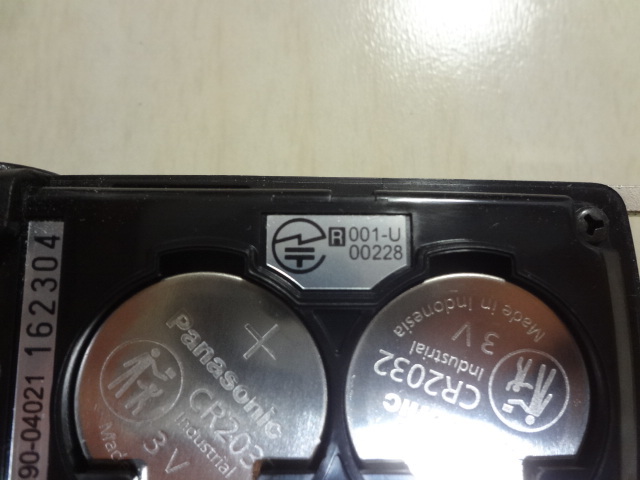 R 001-U
00228
162304
90-04021
Panasonic
CR203
Industrial
3 V
Made in Indonesia
3 V
Industrial
CR2032